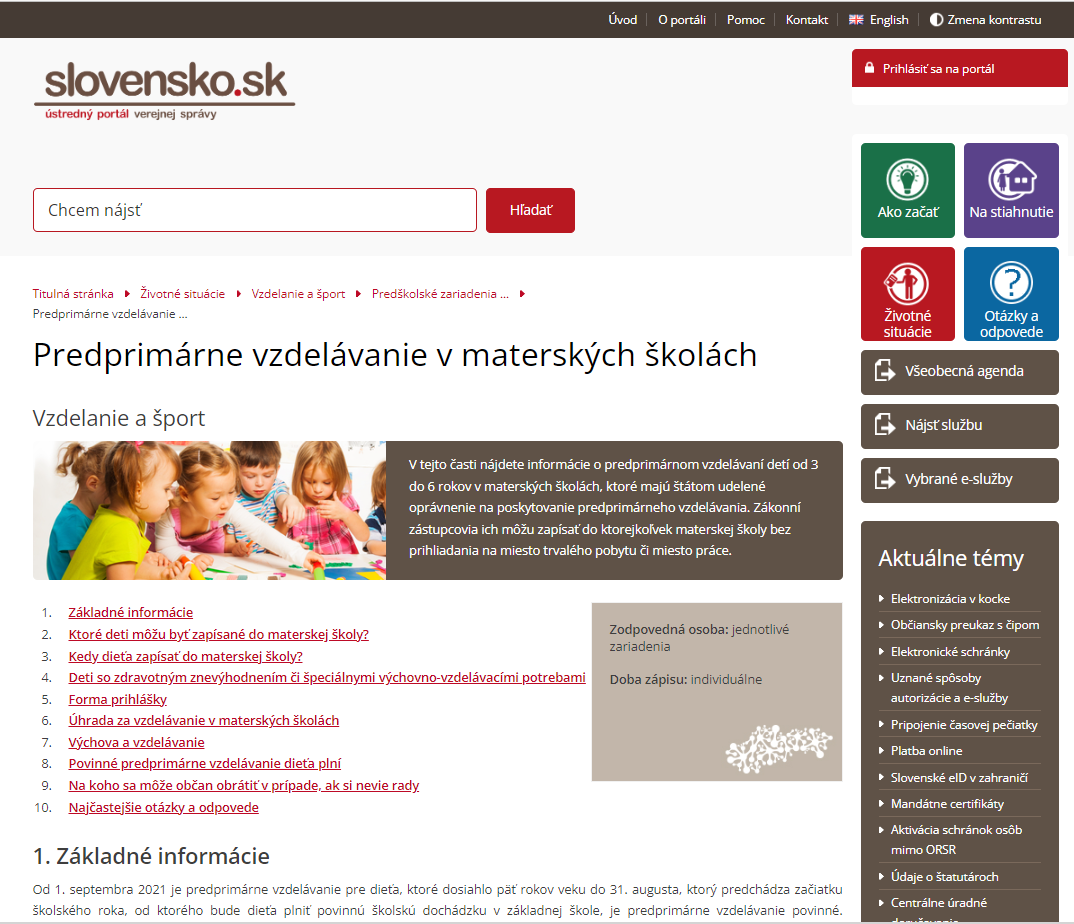 Úvod O portáli Pomoc Kontakt English Zmena kontrastu
slovensko.sk
ústredný portál verejnej správy
Prihlásiť sa na portál
Chcem nájsť
Hľadať
Ako začať
Na stiahnutie
Životné
situácie
Otázky a
odpovede
Všeobecná agenda
Nájsť službu
Vybrané e-služby
Titulná stránka Životné situácie Vzdelanie a šport Predškolské zariadenia ...
Predprimárne vzdelávanie ...
Predprimárne vzdelávanie v materských školách
Vzdelanie a šport
V tejto časti nájdete informácie o predprimárnom vzdelávaní detí od 3
do 6 rokov v materských školách, ktoré majú štátom udelené
oprávnenie na poskytovanie predprimárneho vzdelávania. Zákonní
zástupcovia ich môžu zapísať do ktorejkoľvek materskej školy bez
prihliadania na miesto trvalého pobytu či miesto práce.
1. Základné informácie
2. Ktoré deti môžu byť zapísané do materskej školy?
3. Kedy dieťa zapísať do materskej školy?
4. Deti so zdravotným znevýhodnením či špeciálnymi výchovno-vzdelávacími potrebami
5. Forma prihlášky
6. Úhrada za vzdelávanie v materských školách
7. Výchova a vzdelávanie
8. Povinné predprimárne vzdelávanie dieťa plní
9. Na koho sa môže občan obrátiť v prípade, ak si nevie rady
10. Najčastejšie otázky a odpovede
Zodpovedná osoba: jednotlivé
zariadenia
Doba zápisu: individuálne
1. Základné informácie
Od 1. septembra 2021 je predprimárne vzdelávanie pre dieťa, ktoré dosiahlo päť rokov veku do 31. augusta, ktorý predchádza začiatku
školského roka, od ktorého bude dieťa plniť povinnú školskú dochádzku v základnej škole, je predprimárne vzdelávanie povinné.
Aktuálne témy
Elektronizácia v kocke
Občiansky preukaz s čipom
Elektronické schránky
Uznané spôsoby
autorizácie a e-služby
Pripojenie časovej pečiatky
Platba online
Slovenské eID v zahraničí
Mandátne certifikáty
Aktivácia schránok osôb
mimo ORSR
Údaje o štatutároch
Centrálne úradné